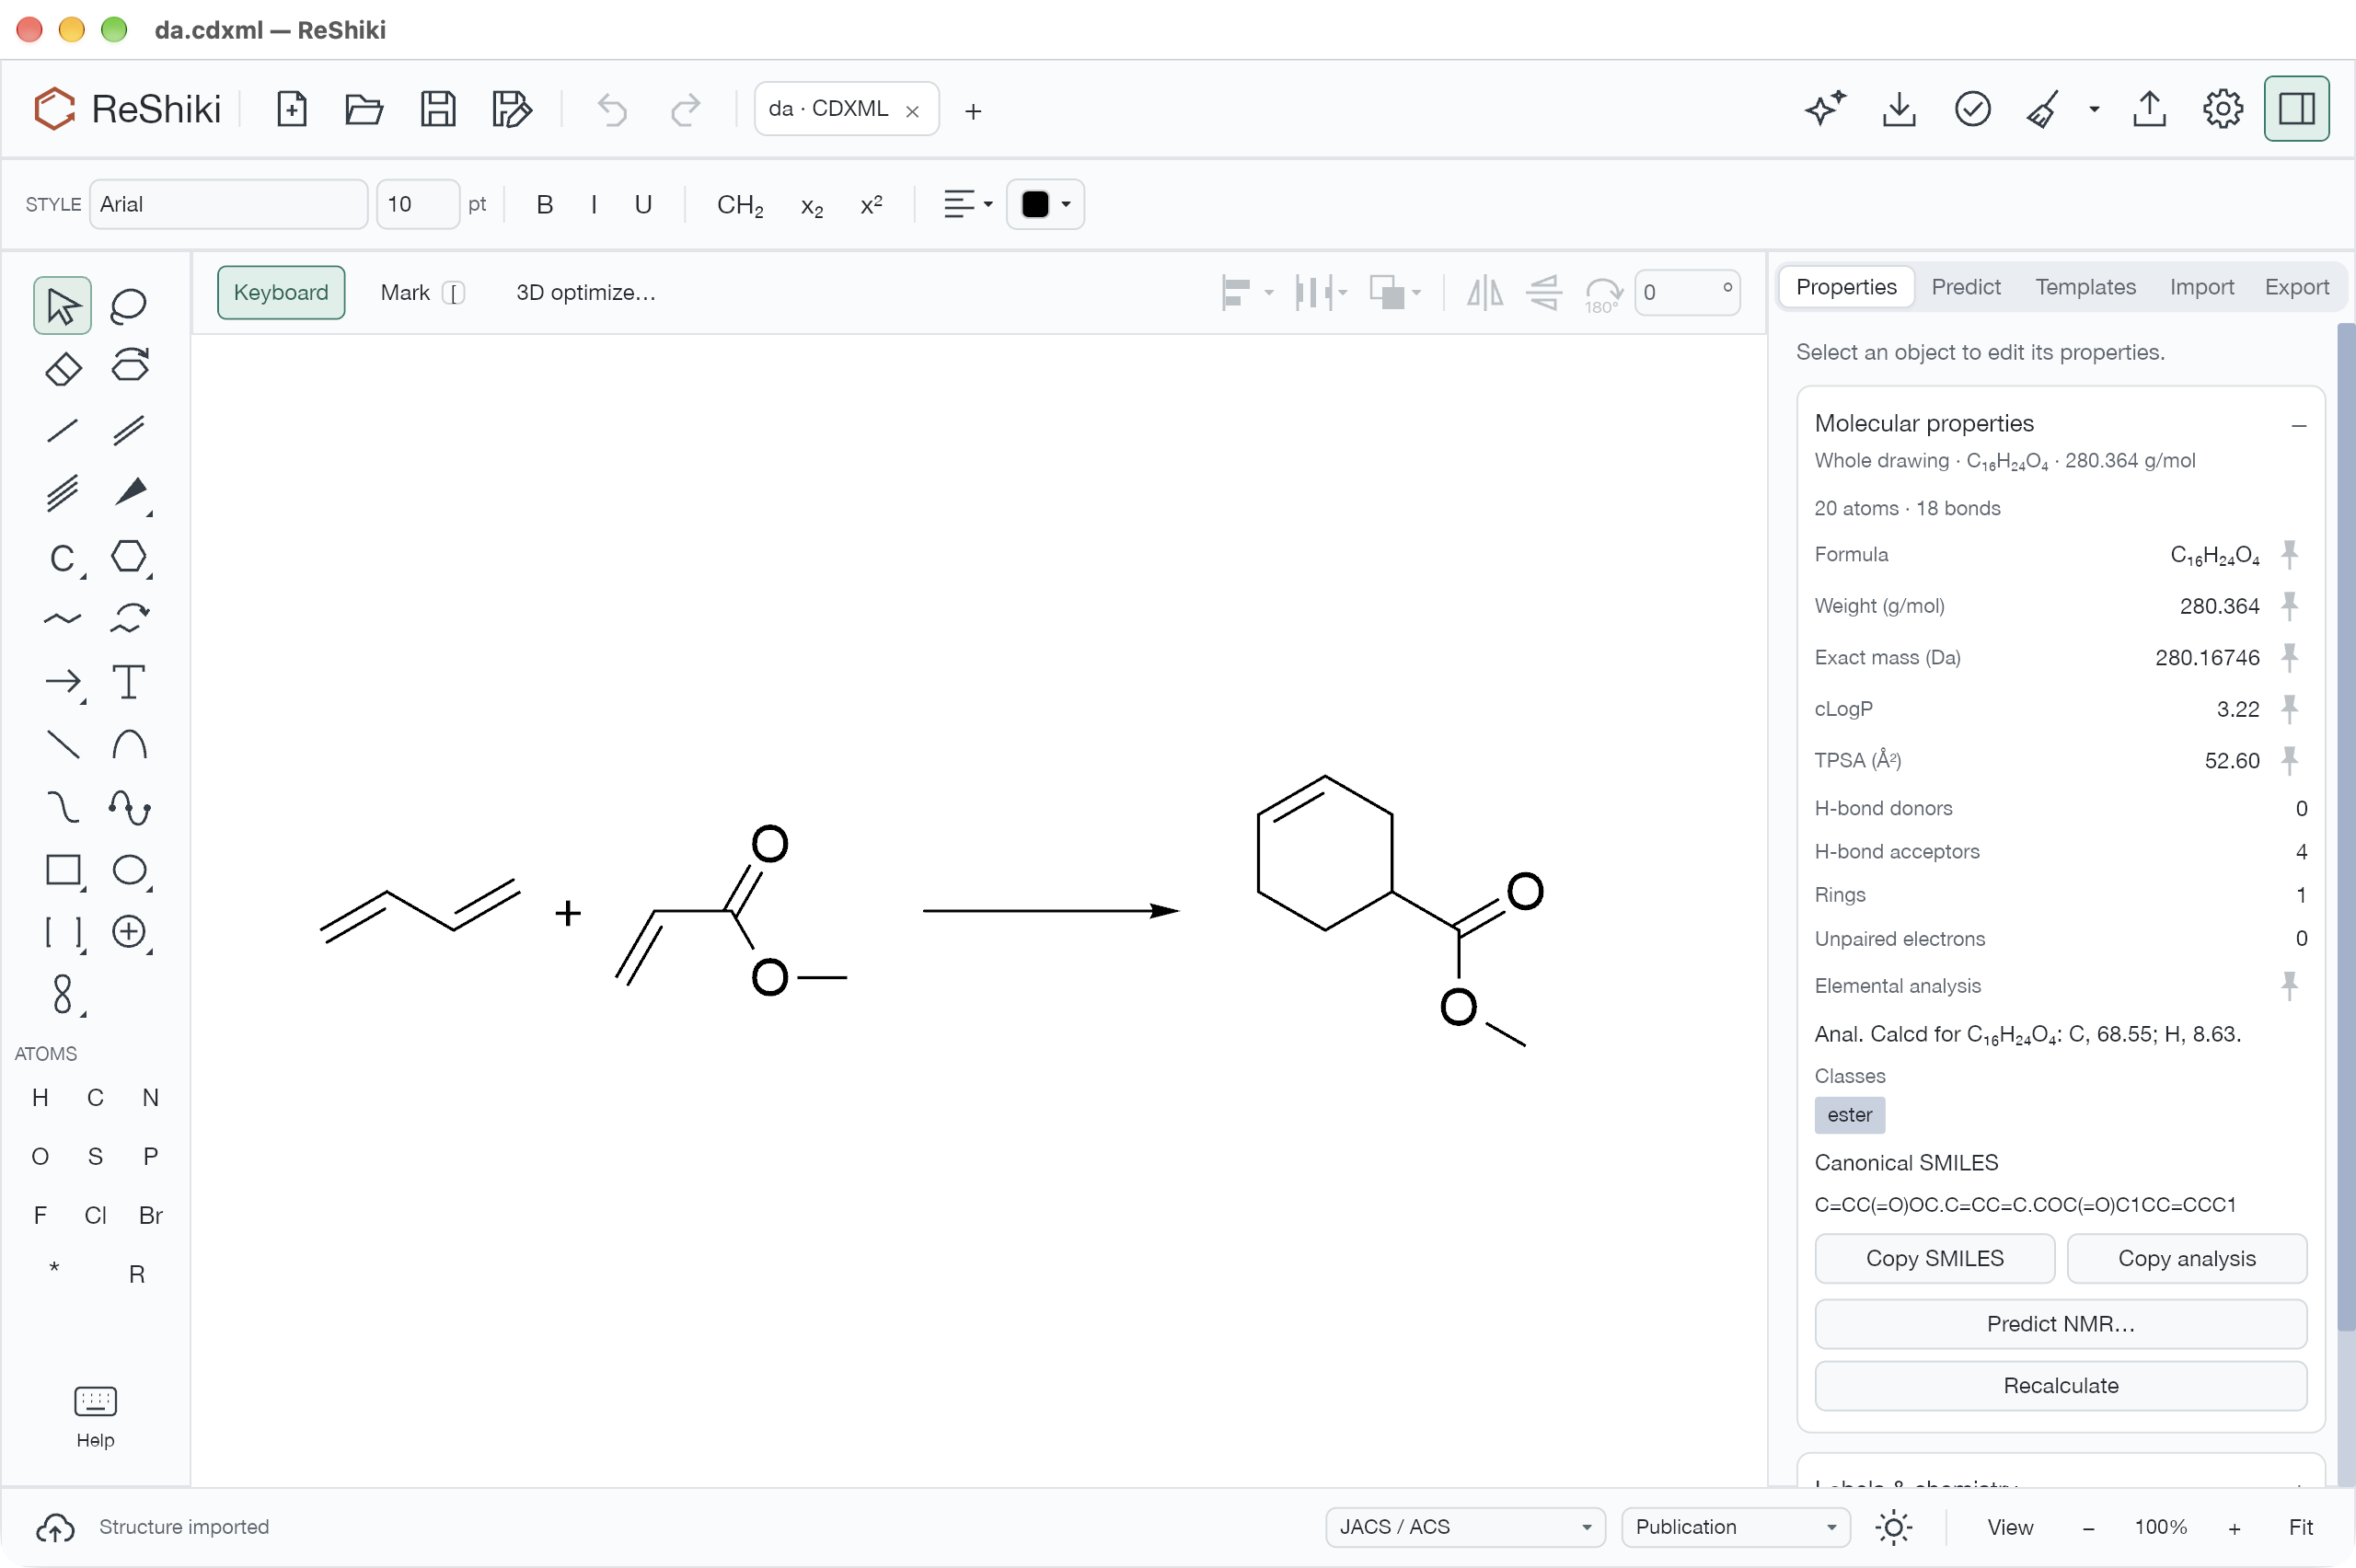 da.cdxml — ReShiki
ReShiki
da · CDXML × +
STYLE Arial 10 pt B I U CH₂ x₂ x²
Keyboard Mark [ 3D optimize...
180° 0 °
Properties Predict Templates Import Export
Select an object to edit its properties.
Molecular properties –
Whole drawing · C₁₆H₂₄O₄ · 280.364 g/mol
20 atoms · 18 bonds
Formula C₁₆H₂₄O₄
Weight (g/mol) 280.364
Exact mass (Da) 280.16746
cLogP 3.22
TPSA (Å²) 52.60
H-bond donors 0
H-bond acceptors 4
Rings 1
Unpaired electrons 0
Elemental analysis
Anal. Calcd for C₁₆H₂₄O₄: C, 68.55; H, 8.63.
Classes
ester
Canonical SMILES
C=CC(=O)OC.C=CC=C.COC(=O)C1CC=CCC1
Copy SMILES Copy analysis
Predict NMR...
Recalculate
C
T
[ ]
ATOMS
H C N
O S P
F Cl Br
* R
Help
O
+
O
O
O
Structure imported
JACS / ACS Publication View – 100% + Fit